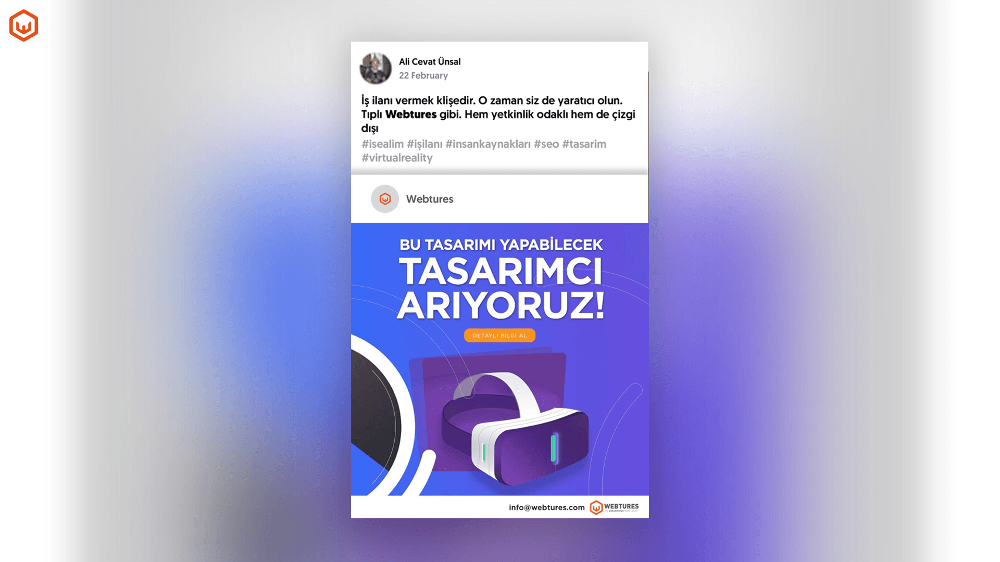 Ali Cevat Ünsal
22 February
İş ilanı vermek klişedir. O zaman siz de yaratıcı olun.
Tıplı Webtures gibi. Hem yetkinlik odaklı hem de çizgi
dışı
#isealim #işilanı #insankaynakları #seo #tasarim
#virtualreality
Webtures
BU TASARIMI YAPABİLECEK
TASARIMCI
ARIYORUZ!
DETAYLI BİLGİ AL
info@webtures.com
WEBTURES